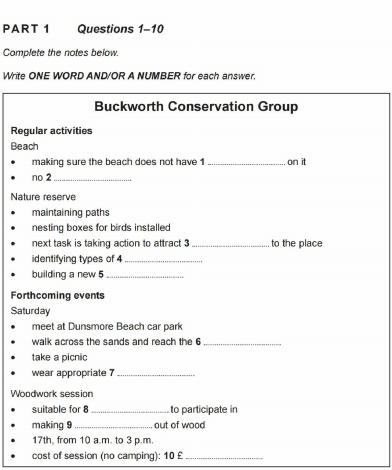 PART 1 Questions 1–10
Complete the notes below.
Write ONE WORD AND/OR A NUMBER for each answer.
Buckworth Conservation Group
Regular activities
Beach
• making sure the beach does not have 1 .............................. on it
• no 2 ..............................
Nature reserve
• maintaining paths
• nesting boxes for birds installed
• next task is taking action to attract 3 .............................. to the place
• identifying types of 4 ..............................
• building a new 5 ..............................
Forthcoming events
Saturday
• meet at Dunsmore Beach car park
• walk across the sands and reach the 6 ..............................
• take a picnic
• wear appropriate 7 ..............................
Woodwork session
• suitable for 8 .............................. to participate in
• making 9 .............................. out of wood
• 17th, from 10 a.m. to 3 p.m.
• cost of session (no camping): 10 £ ..............................